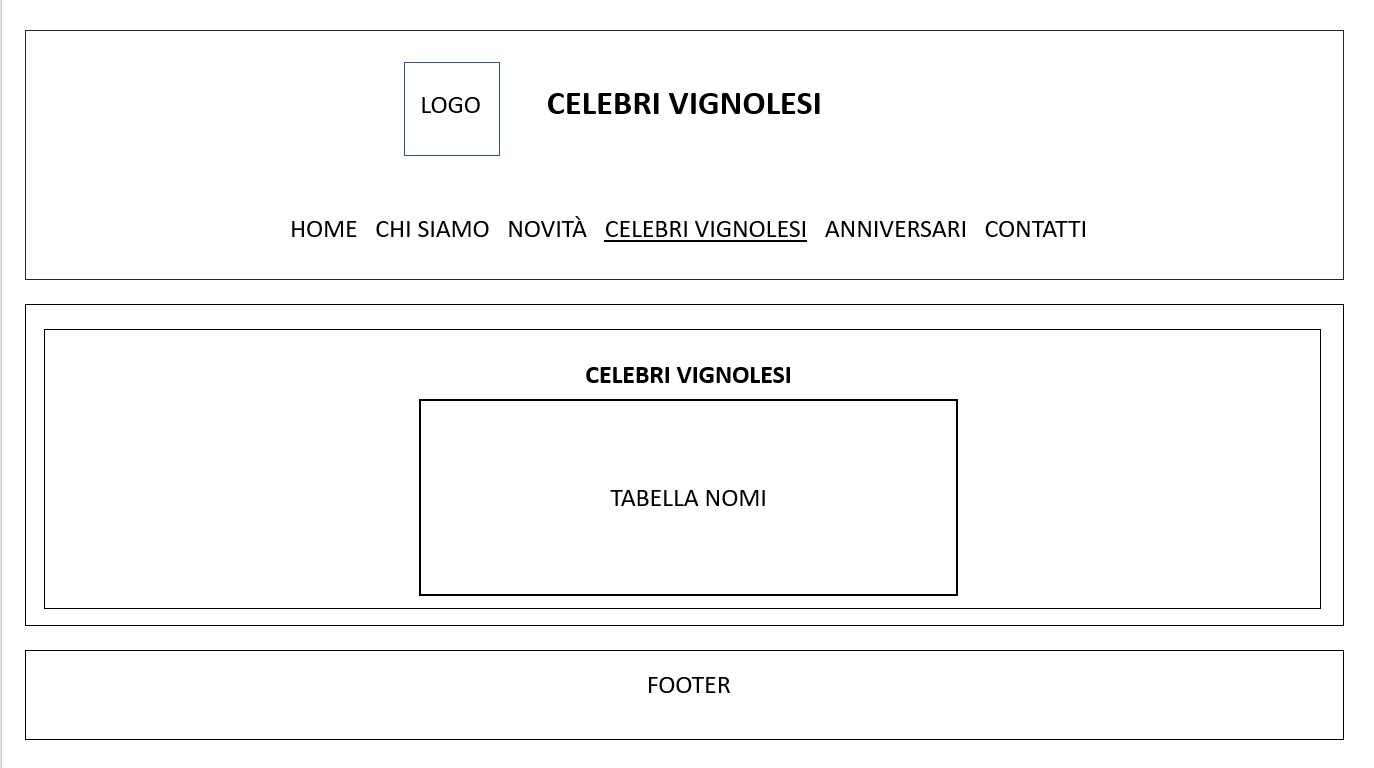 LOGO
CELEBRI VIGNOLESI
HOME CHI SIAMO NOVITÀ CELEBRI VIGNOLESI ANNIVERSARI CONTATTI
CELEBRI VIGNOLESI
TABELLA NOMI
FOOTER